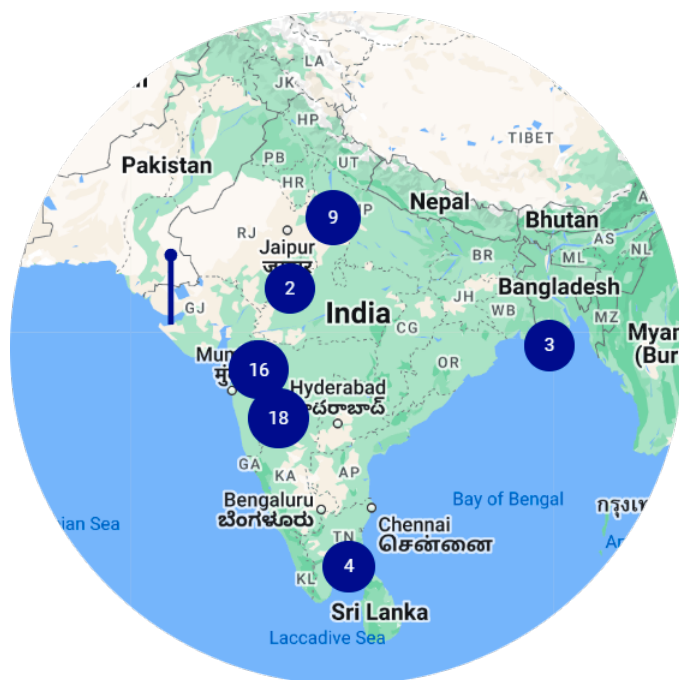 LA
JK
HP
TIBET
Pakistan
PB
UT
HR
Nepal
9
Bhutan
RJ
AS
NL
Jaipur
ML
BR
2
Bangladesh
GJ
JH
India
WB
MZ
CG
3
16
OR
Hyderabad
18
GA
KA
AP
Bengaluru
ಬೆಂಗಳೂರು
Bay of Bengal
Chennai
சென்னை
TN
4
KL
Sri Lanka
Laccadive Sea